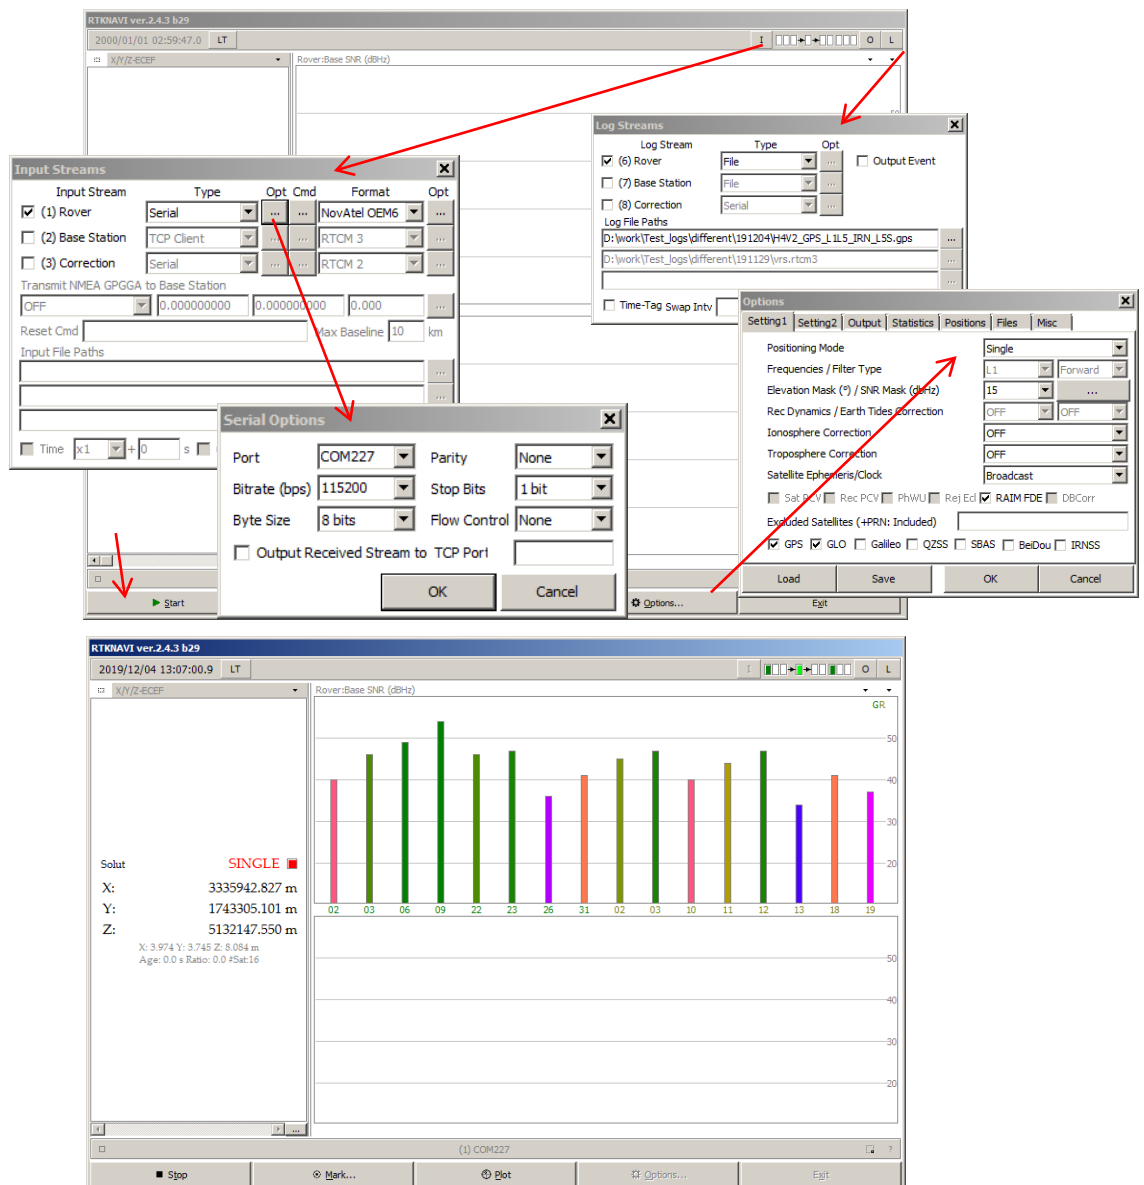 RTKNAVI ver.2.4.3 b29
2000/01/01 02:59:47.0 LT I O L
X/Y/Z-ECEF Rover:Base SNR (dBHz)
Log Streams
Log Stream Type Opt
(6) Rover File ... Output Event
(7) Base Station File ...
(8) Correction Serial ...
Log File Paths
D:\work\Test_logs\different\191204\H4V2_GPS_L1L5_IRN_L5S.gps ...
D:\work\Test_logs\different\191129\vrs.rtcm3 ...
...
Time-Tag Swap Intv
Input Streams
Input Stream Type Opt Cmd Format Opt
(1) Rover Serial ... ... NovAtel OEM6 ...
(2) Base Station TCP Client ... ... RTCM 3 ...
(3) Correction Serial ... ... RTCM 2 ...
Transmit NMEA GPGGA to Base Station
OFF 0.000000000 0.000000000 0.000 ...
Reset Cmd Max Baseline 10 km
Input File Paths
...
...
Time x1 + 0 s
Serial Options
Port COM227 Parity None
Bitrate (bps) 115200 Stop Bits 1 bit
Byte Size 8 bits Flow Control None
Output Received Stream to TCP Port
OK Cancel
Options
Setting1 Setting2 Output Statistics Positions Files Misc
Positioning Mode Single
Frequencies / Filter Type L1 Forward
Elevation Mask (°) / SNR Mask (dbHz) 15 ...
Rec Dynamics / Earth Tides Correction OFF OFF
Ionosphere Correction OFF
Troposphere Correction OFF
Satellite Ephemeris/Clock Broadcast
Sat PCV Rec PCV PhWU Rej Ecl RAIM FDE DBCorr
Excluded Satellites (+PRN: Included)
GPS GLO Galileo QZSS SBAS BeiDou IRNSS
Load Save OK Cancel
Start Options... Exit
RTKNAVI ver.2.4.3 b29
2019/12/04 13:07:00.9 LT I O L
X/Y/Z-ECEF Rover:Base SNR (dBHz)
GR
50
40
30
20
Solut SINGLE
X: 3335942.827 m
Y: 1743305.101 m
Z: 5132147.550 m
X: 3.974 Y: 3.745 Z: 8.084 m
Age: 0.0 s Ratio: 0.0 #Sat:16
02 03 06 09 22 23 26 31 02 03 10 11 12 13 18 19
50
40
30
20
...
(1) COM227 ?
Stop Mark... Plot Options... Exit